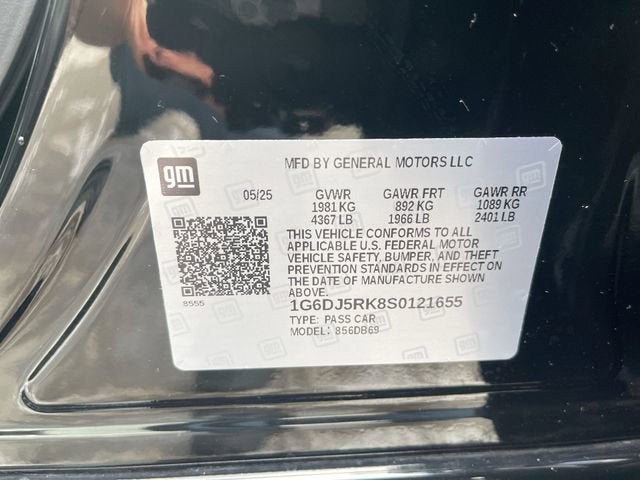 gm
MFD BY GENERAL MOTORS LLC
05/25 GVWR GAWR FRT GAWR RR
1981 KG 892 KG 1089 KG
4367 LB 1966 LB 2401 LB
THIS VEHICLE CONFORMS TO ALL
APPLICABLE U.S. FEDERAL MOTOR
VEHICLE SAFETY, BUMPER, AND THEFT
PREVENTION STANDARDS IN EFFECT ON
THE DATE OF MANUFACTURE SHOWN ABOVE.
8555
1G6DJ5RK8S0121655
TYPE: PASS CAR
MODEL: 856DB69